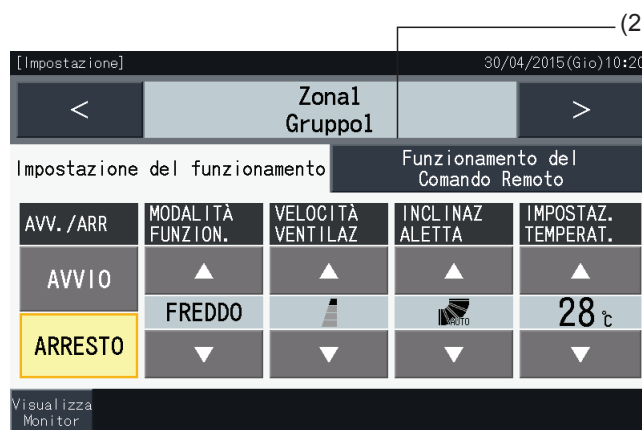 (2
[Impostazione] 30/04/2015(Gio)10:20
< Zona1 >
Gruppo1
Impostazione del funzionamento
Funzionamento del
Comando Remoto
AVV./ARR
MODALITÀ
FUNZION.
VELOCITÀ
VENTILAZ
INCLINAZ
ALETTA
IMPOSTAZ.
TEMPERAT.
AVVIO
FREDDO
AUTO
28℃
ARRESTO
Visualizza
Monitor